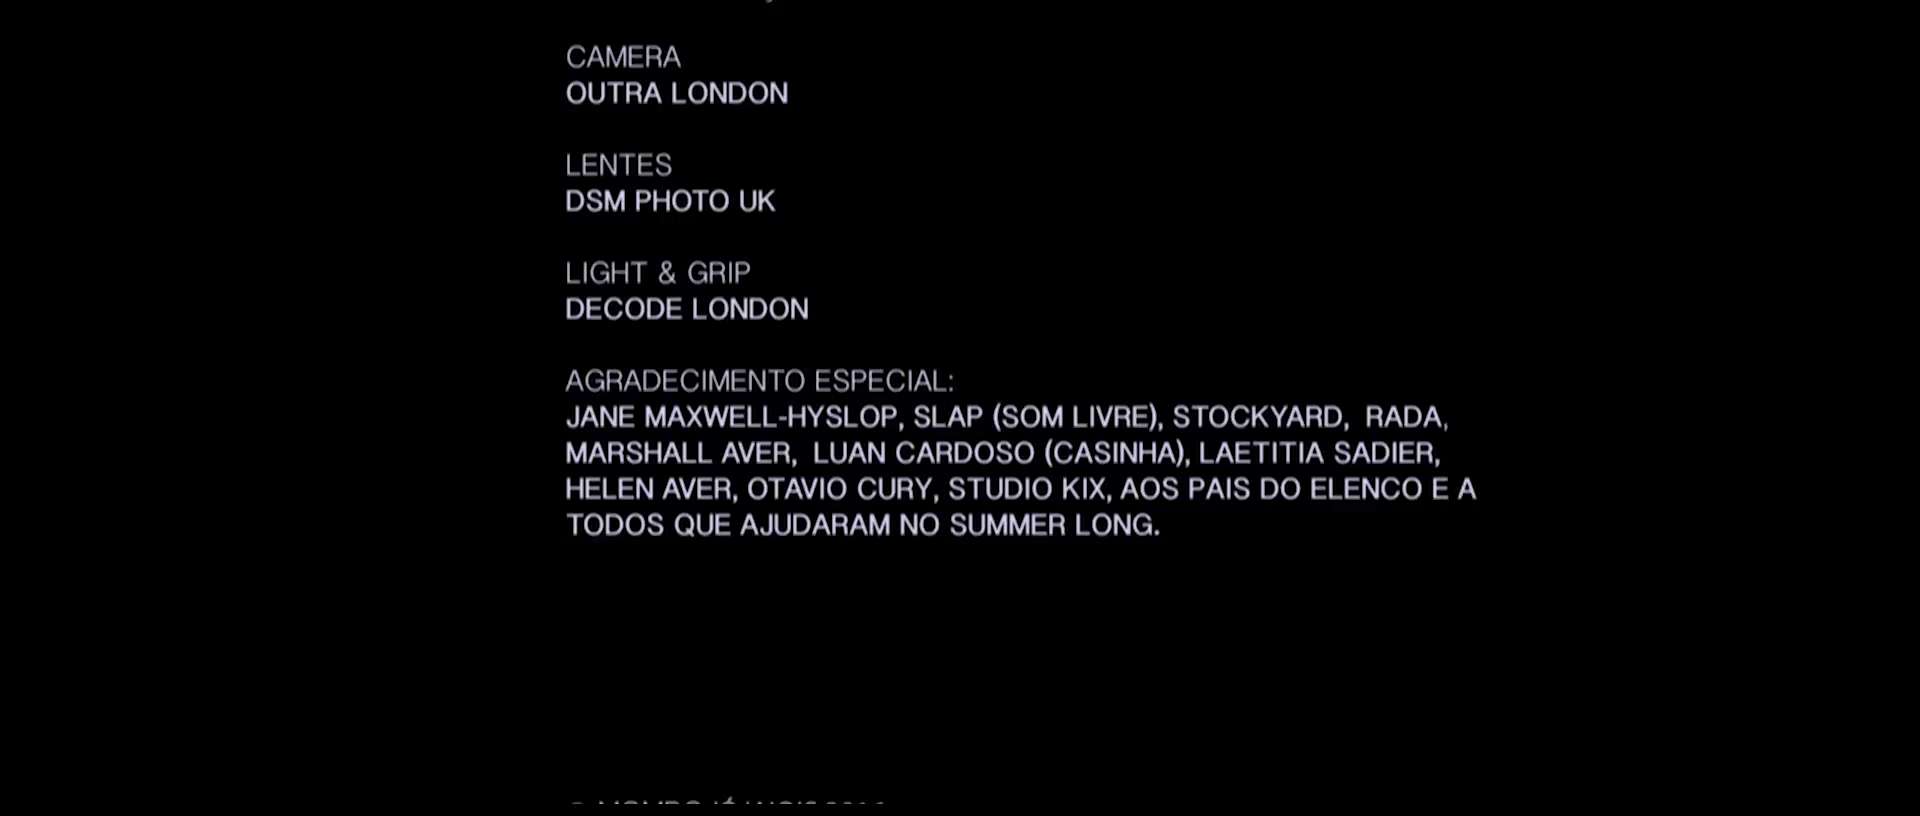 CAMERA
OUTRA LONDON
LENTES
DSM PHOTO UK
LIGHT & GRIP
DECODE LONDON
AGRADECIMENTO ESPECIAL:
JANE MAXWELL-HYSLOP, SLAP (SOM LIVRE), STOCKYARD, RADA,
MARSHALL AVER, LUAN CARDOSO (CASINHA), LAETITIA SADIER,
HELEN AVER, OTAVIO CURY, STUDIO KIX, AOS PAIS DO ELENCO E A
TODOS QUE AJUDARAM NO SUMMER LONG.